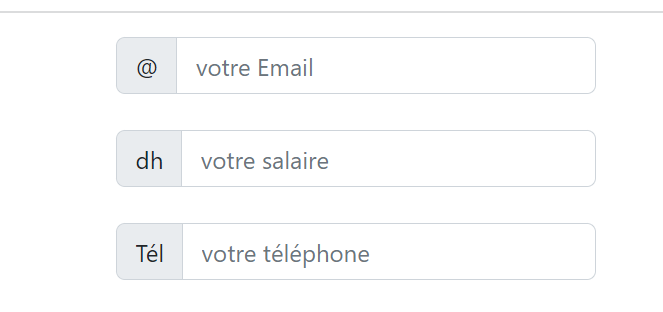 @ votre Email
dh votre salaire
Tél votre téléphone